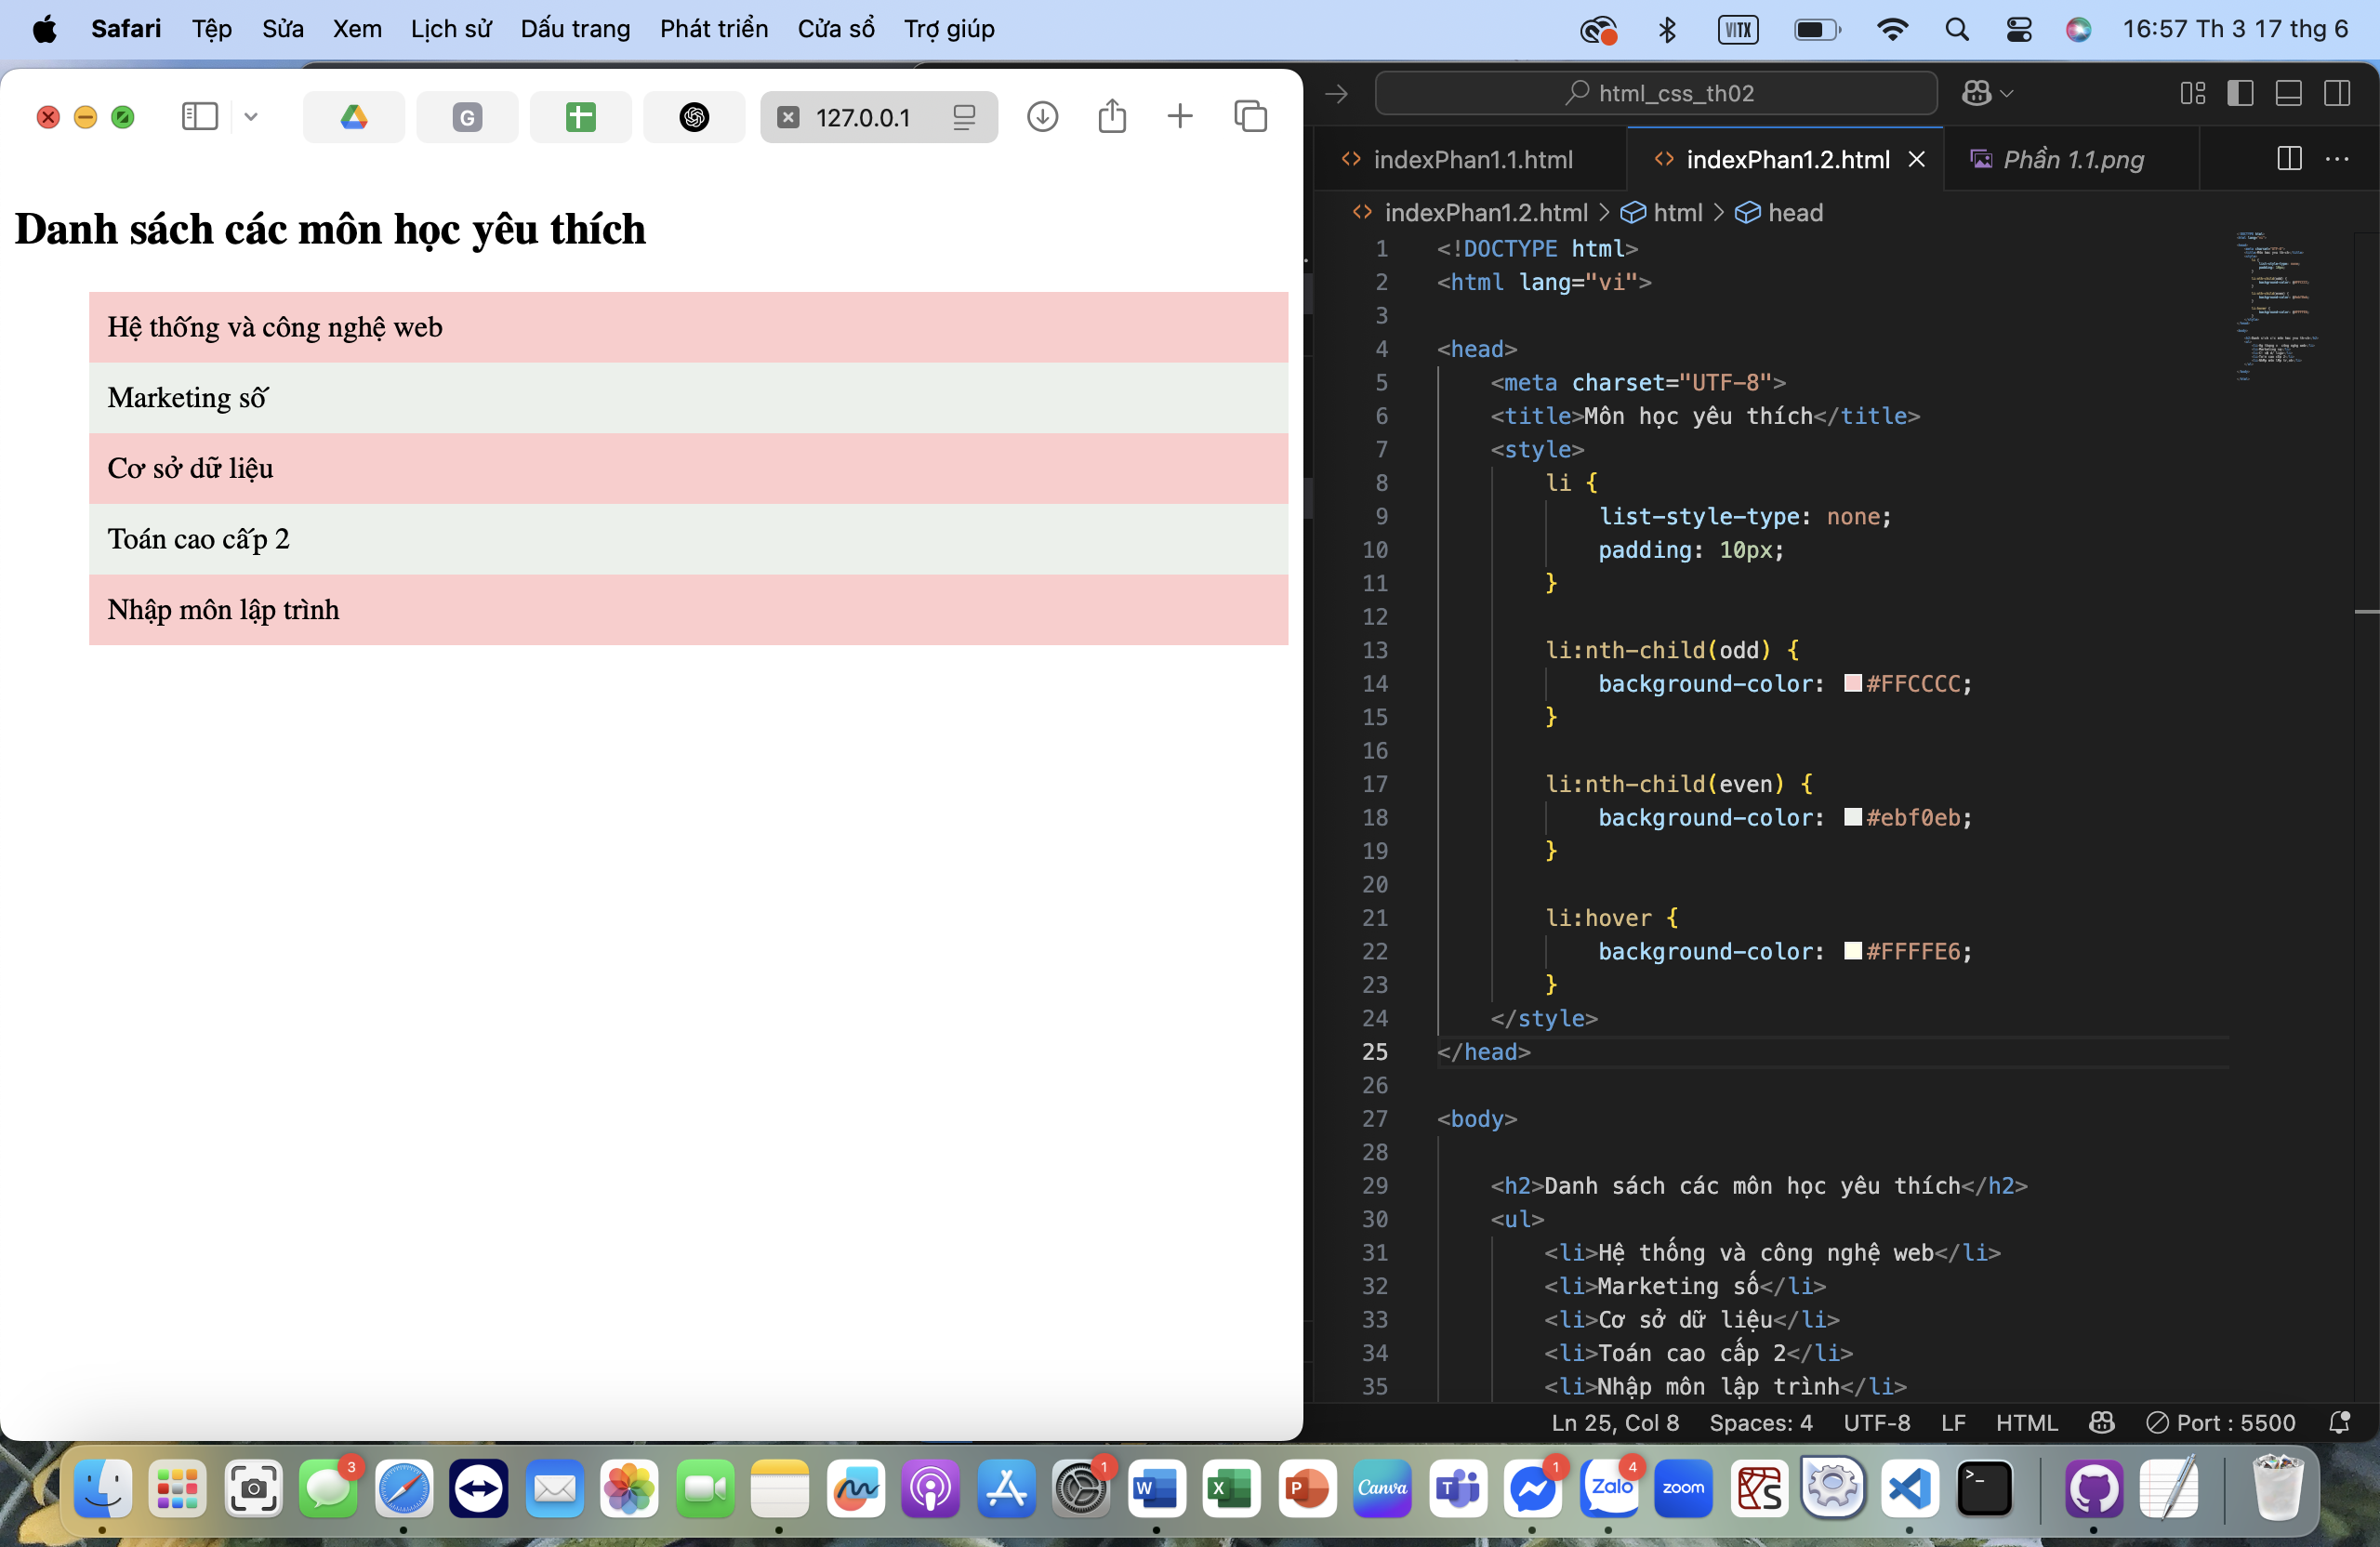 Safari Tệp Sửa Xem Lịch sử Dấu trang Phát triển Cửa sổ Trợ giúp
VITX
16:57 Th 3 17 thg 6
G
127.0.0.1
Danh sách các môn học yêu thích
Hệ thống và công nghệ web
Marketing số
Cơ sở dữ liệu
Toán cao cấp 2
Nhập môn lập trình
html_css_th02
indexPhan1.1.html
indexPhan1.2.html
Phần 1.1.png
indexPhan1.2.html > html > head
1 <!DOCTYPE html>
2 <html lang="vi">
3
4 <head>
5 <meta charset="UTF-8">
6 <title>Môn học yêu thích</title>
7 <style>
8 li {
9 list-style-type: none;
10 padding: 10px;
11 }
12
13 li:nth-child(odd) {
14 background-color: #FFCCCC;
15 }
16
17 li:nth-child(even) {
18 background-color: #ebf0eb;
19 }
20
21 li:hover {
22 background-color: #FFFFE6;
23 }
24 </style>
25 </head>
26
27 <body>
28
29 <h2>Danh sách các môn học yêu thích</h2>
30 <ul>
31 <li>Hệ thống và công nghệ web</li>
32 <li>Marketing số</li>
33 <li>Cơ sở dữ liệu</li>
34 <li>Toán cao cấp 2</li>
35 <li>Nhập môn lập trình</li>
Ln 25, Col 8 Spaces: 4 UTF-8 LF HTML Port : 5500
3
1
W
X
P
Canva
T
1
Zalo
4
zoom
S
>_